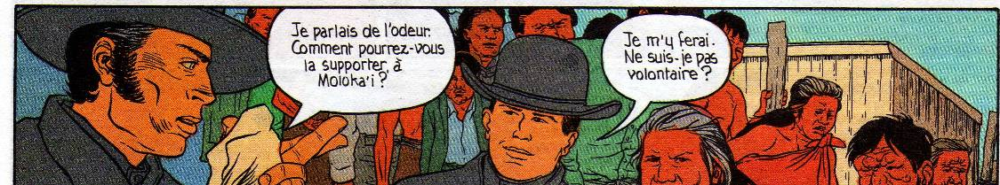 Je parlais de l'odeur.
Comment pourrez-vous
la supporter, à
Moloka'i ?
Je m'y ferai.
Ne suis-je pas
volontaire ?